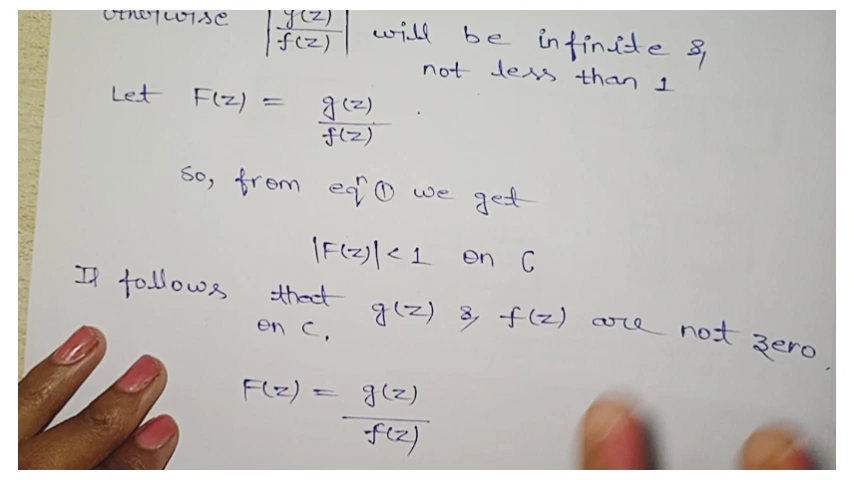 otherwise |g(z)/f(z)| will be infinite &
not less than 1
Let F(z) = g(z)/f(z) .
so, from eqn ① we get
|F(z)| < 1 on C
It follows that g(z) & f(z) are not zero.
on C,
F(z) = g(z)/f(z)